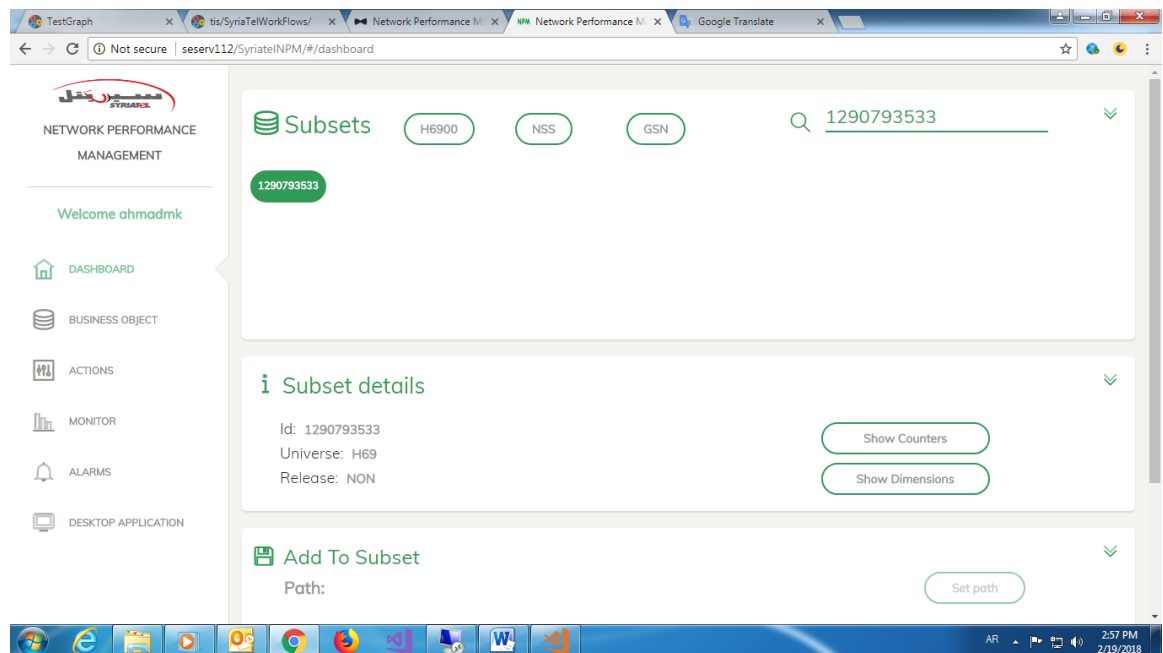 TestGraph
tis/SyriaTelWorkFlows/
Network Performance M
Network Performance M
Google Translate
Not secure | seserv112/SyriatelNPM/#/dashboard
سيريتل
SYRIATEL
NETWORK PERFORMANCE
MANAGEMENT
Welcome ahmadmk
DASHBOARD
BUSINESS OBJECT
ACTIONS
MONITOR
ALARMS
DESKTOP APPLICATION
Subsets H6900 NSS GSN 1290793533
1290793533
Subset details
Id: 1290793533
Universe: H69
Release: NON
Show Counters
Show Dimensions
Add To Subset
Path:
Set path
AR 2:57 PM
2/19/2018